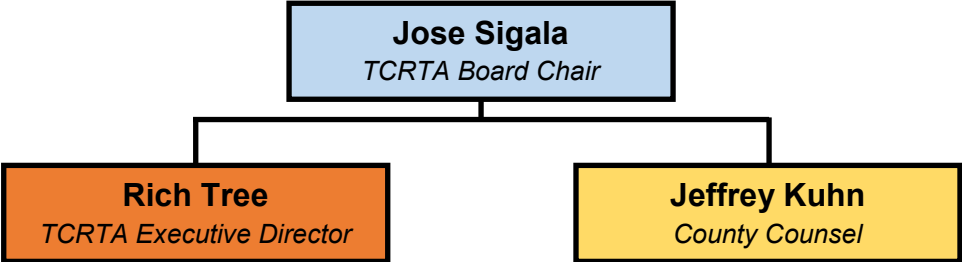 Jose Sigala
TCRTA Board Chair
Rich Tree
TCRTA Executive Director
Jeffrey Kuhn
County Counsel